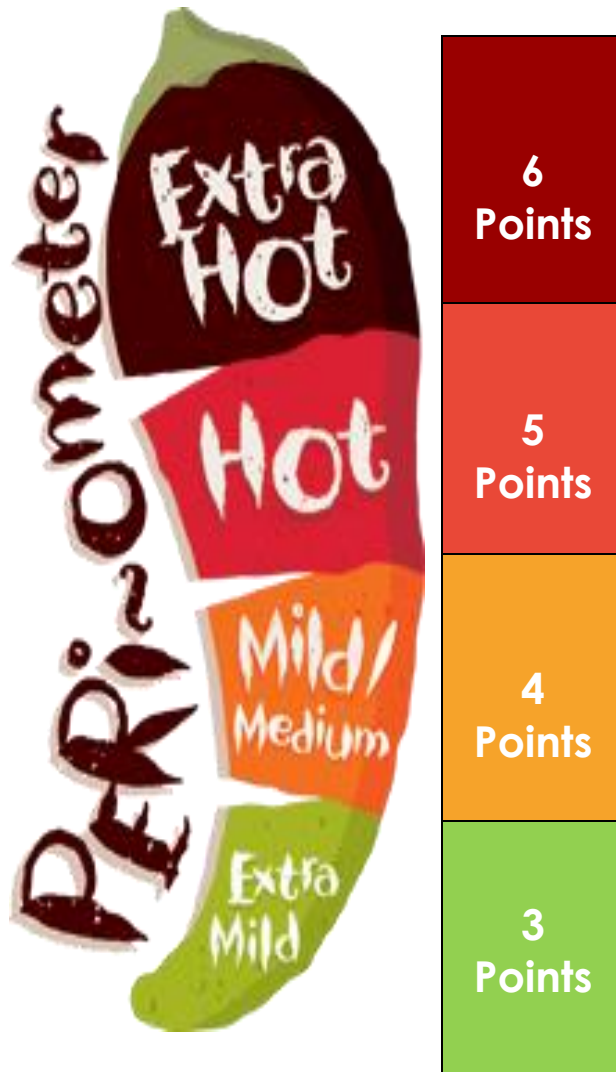 PERi~Ometer
Extra
Hot
Hot
Mild/
Medium
Extra
Mild
6
Points
5
Points
4
Points
3
Points